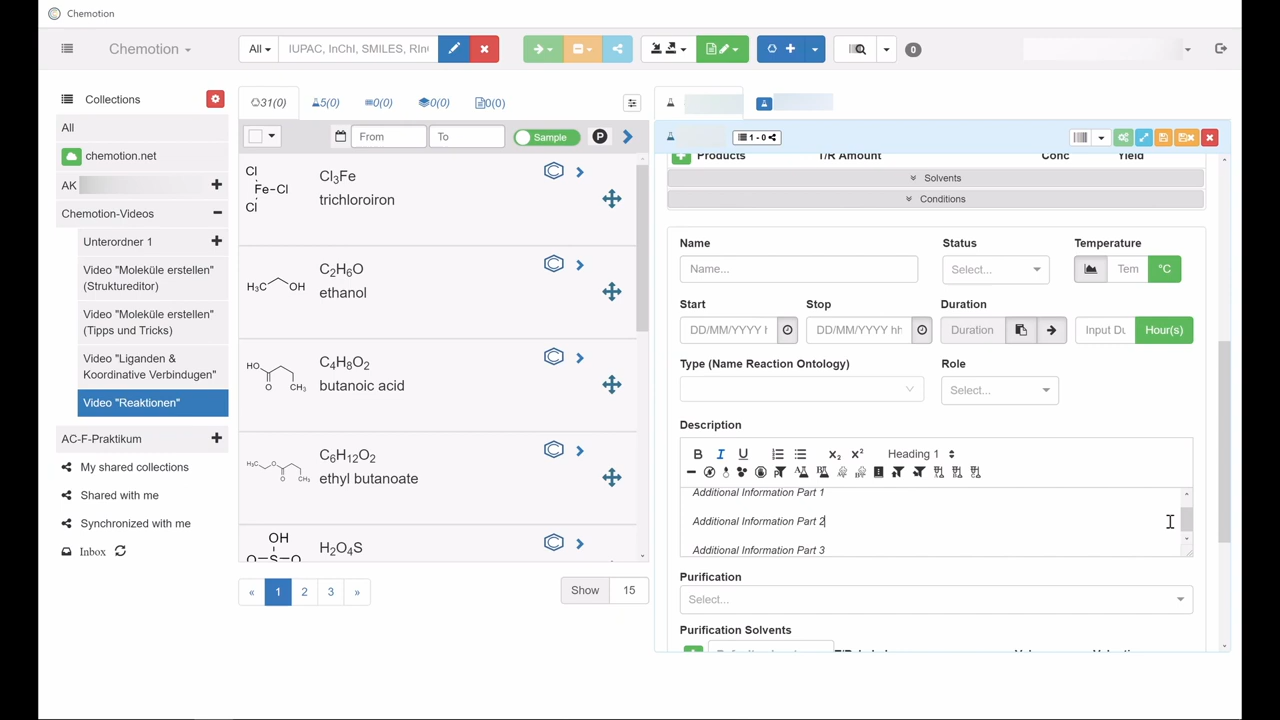 Chemotion
Chemotion
All
IUPAC, InChI, SMILES, RInC
0
Collections
All
chemotion.net
AK
Chemotion-Videos
Unterordner 1
Video "Moleküle erstellen"
(Struktureditor)
Video "Moleküle erstellen"
(Tipps und Tricks)
Video "Liganden &
Koordinative Verbindugen"
Video "Reaktionen"
AC-F-Praktikum
My shared collections
Shared with me
Synchronized with me
Inbox
31(0)
5(0)
0(0)
0(0)
0(0)
From
To
Sample
P
Cl
Fe-Cl
Cl
Cl3Fe
trichloroiron
H3C
OH
C2H6O
ethanol
HO
O
CH3
C4H8O2
butanoic acid
H3C
O
O
CH3
C6H12O2
ethyl butanoate
OH
O=S=O
H2O4S
«
1
2
3
»
Show
15
1 - 0
Products
T/R Amount
Conc
Yield
Solvents
Conditions
Name
Status
Temperature
Name...
Select...
Tem
°C
Start
Stop
Duration
DD/MM/YYYY h
DD/MM/YYYY hh
Duration
Input Du
Hour(s)
Type (Name Reaction Ontology)
Role
Select...
Description
B
I
U
X2
X2
Heading 1
Additional Information Part 1
Additional Information Part 2
Additional Information Part 3
Purification
Select...
Purification Solvents